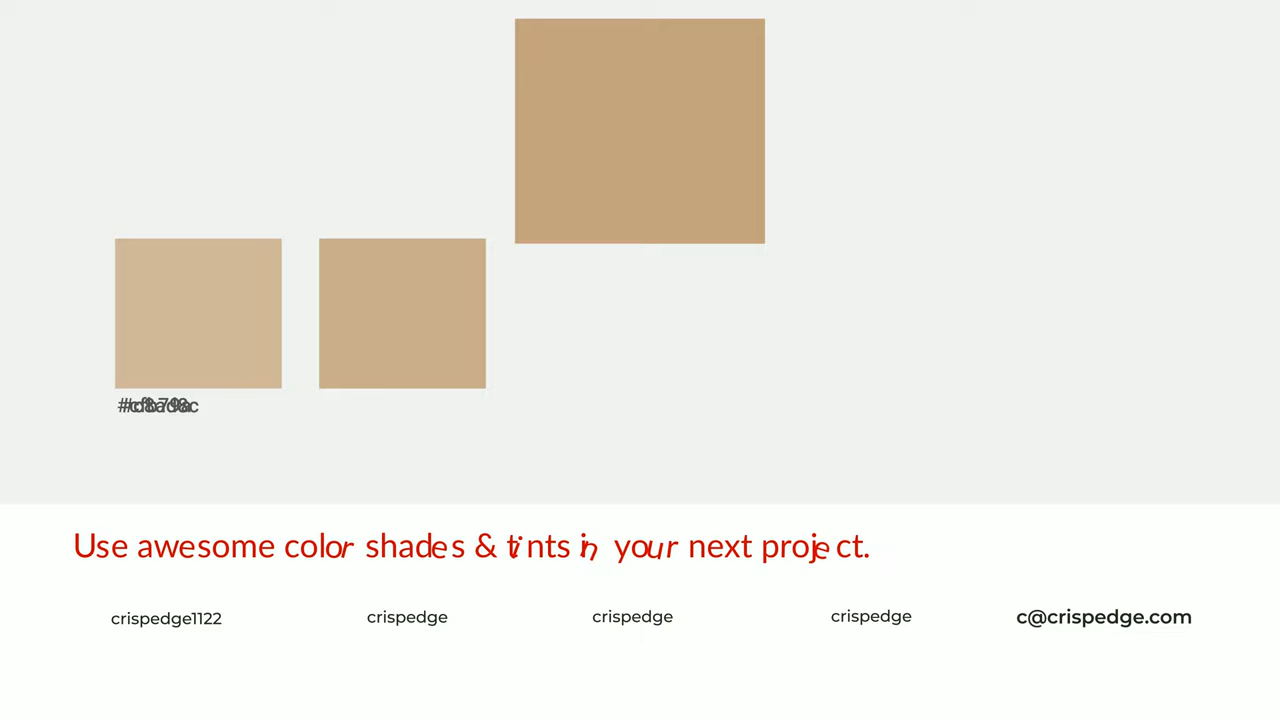 Use awesome color shades & tints in your next project.
crispedge1122 crispedge crispedge crispedge c@crispedge.com